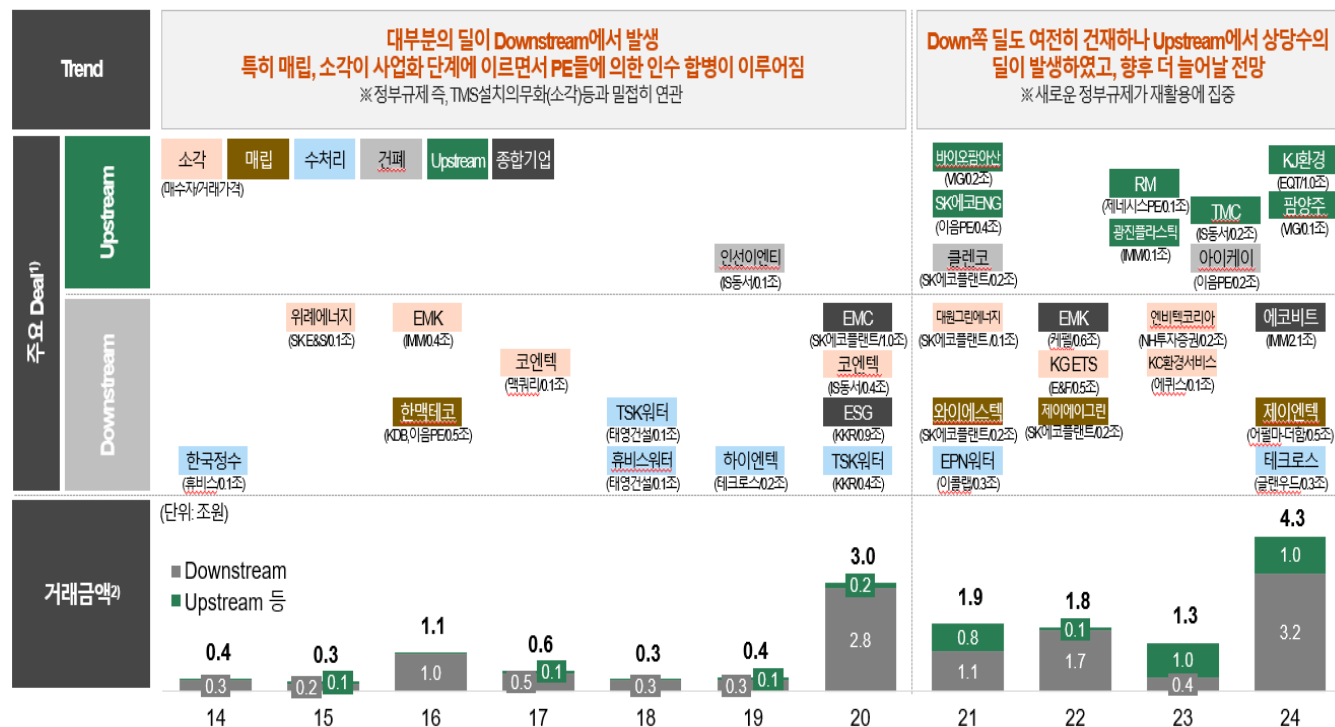 Trend
대부분의 딜이 Downstream에서 발생
특히 매립, 소각이 사업화 단계에 이르면서 PE들에 의한 인수 합병이 이루어짐
※ 정부규제 즉, TMS설치의무화(소각)등과 밀접히 연관
Down쪽 딜도 여전히 건재하나 Upstream에서 상당수의
딜이 발생하였고, 향후 더 늘어날 전망
※ 새로운 정부규제가 재활용에 집중
주요 Deal1)
Upstream
소각
매립
수처리
건폐
Upstream
종합기업
(매수자/거래가격)
인선이엔티
(IS동서/0.1조)
바이오팜아산
(VIG/0.2조)
SK에코ENG
(이음PE/0.4조)
클렌코
(SK에코플랜트/0.2조)
RM
(제네시스PE/0.1조)
광진플라스틱
(IMM/0.1조)
TMC
(IS동서/0.2조)
아이케이
(이음PE/0.2조)
KJ환경
(EQT/1.0조)
팜양주
(VIG/0.1조)
Downstream
위례에너지
(SK E&S/0.1조)
EMK
(IMM/0.4조)
코엔텍
(맥쿼리/0.1조)
EMC
(SK에코플랜트/1.0조)
코엔텍
(IS동서/0.4조)
대원그린에너지
(SK에코플랜트/0.1조)
EMK
(케펠/0.6조)
KG ETS
(E&F/0.5조)
엔비텍코리아
(NH투자증권/0.2조)
KC환경서비스
(에퀴스/0.1조)
에코비트
(IMM/2.1조)
한맥테코
(KDB,이음PE/0.5조)
TSK워터
(태영건설/0.1조)
ESG
(KKR/0.9조)
와이에스텍
(SK에코플랜트/0.2조)
제이에이그린
(SK에코플랜트/0.2조)
제이엔텍
(어펄마·더함/0.5조)
한국정수
(휴비스/0.1조)
휴비스워터
(태영건설/0.1조)
하이엔텍
(테크로스/0.2조)
TSK워터
(KKR/0.4조)
EPN워터
(이콜랩/0.3조)
테크로스
(글랜우드/0.3조)
거래금액2)
(단위: 조원)
Downstream
Upstream 등
0.4
0.3
1.1
0.6
0.3
0.4
3.0
1.9
1.8
1.3
4.3
0.3
0.2
0.1
1.0
0.5
0.1
0.3
0.3
0.1
0.2
2.8
0.8
1.1
0.1
1.7
1.0
0.4
1.0
3.2
14
15
16
17
18
19
20
21
22
23
24